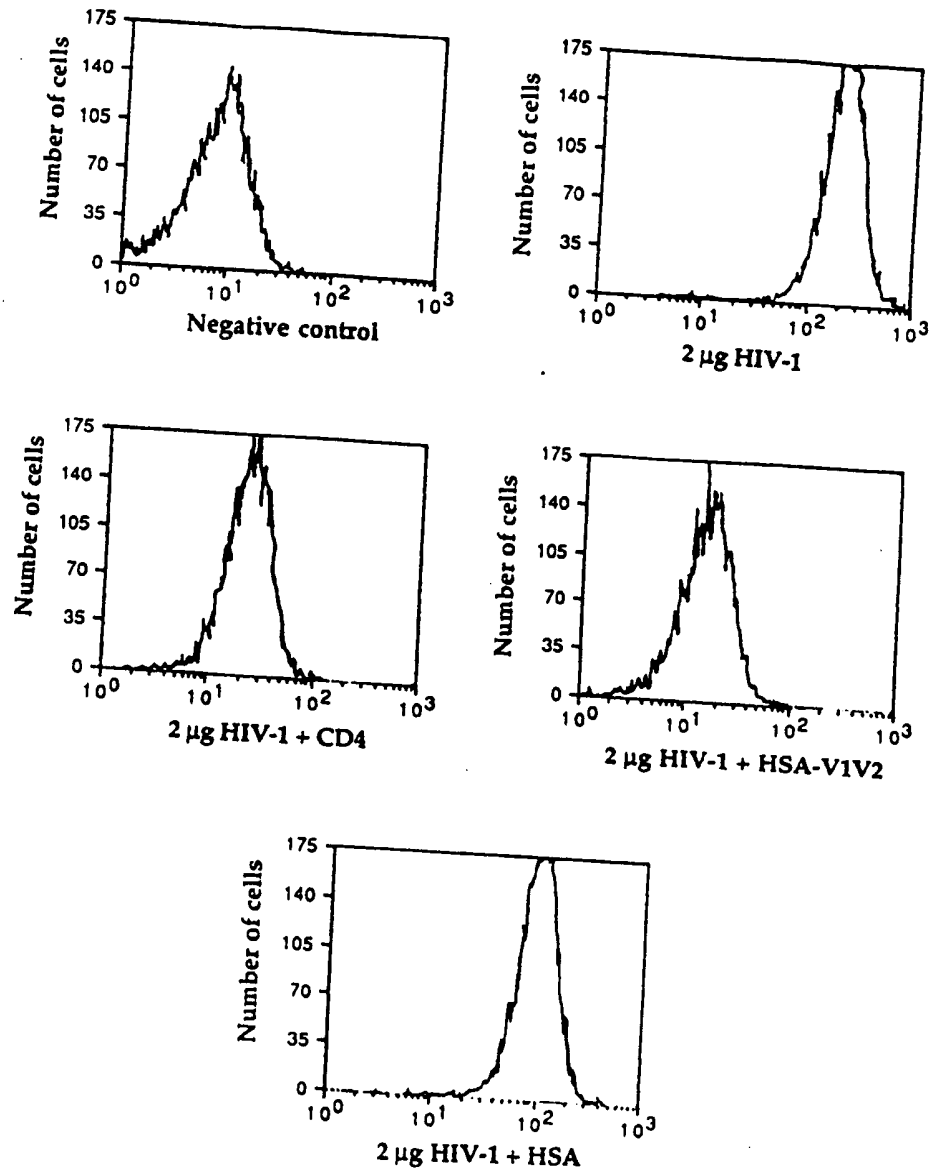 175
140
105
70
35
0
Number of cells
10⁰ 10¹ 10² 10³
Negative control
175
140
105
70
35
0
Number of cells
10⁰ 10¹ 10² 10³
2 µg HIV-1
175
140
105
70
35
0
Number of cells
10⁰ 10¹ 10² 10³
2 µg HIV-1 + CD4
175
140
105
70
35
0
Number of cells
10⁰ 10¹ 10² 10³
2 µg HIV-1 + HSA-V1V2
175
140
105
70
35
0
Number of cells
10⁰ 10¹ 10² 10³
2 µg HIV-1 + HSA